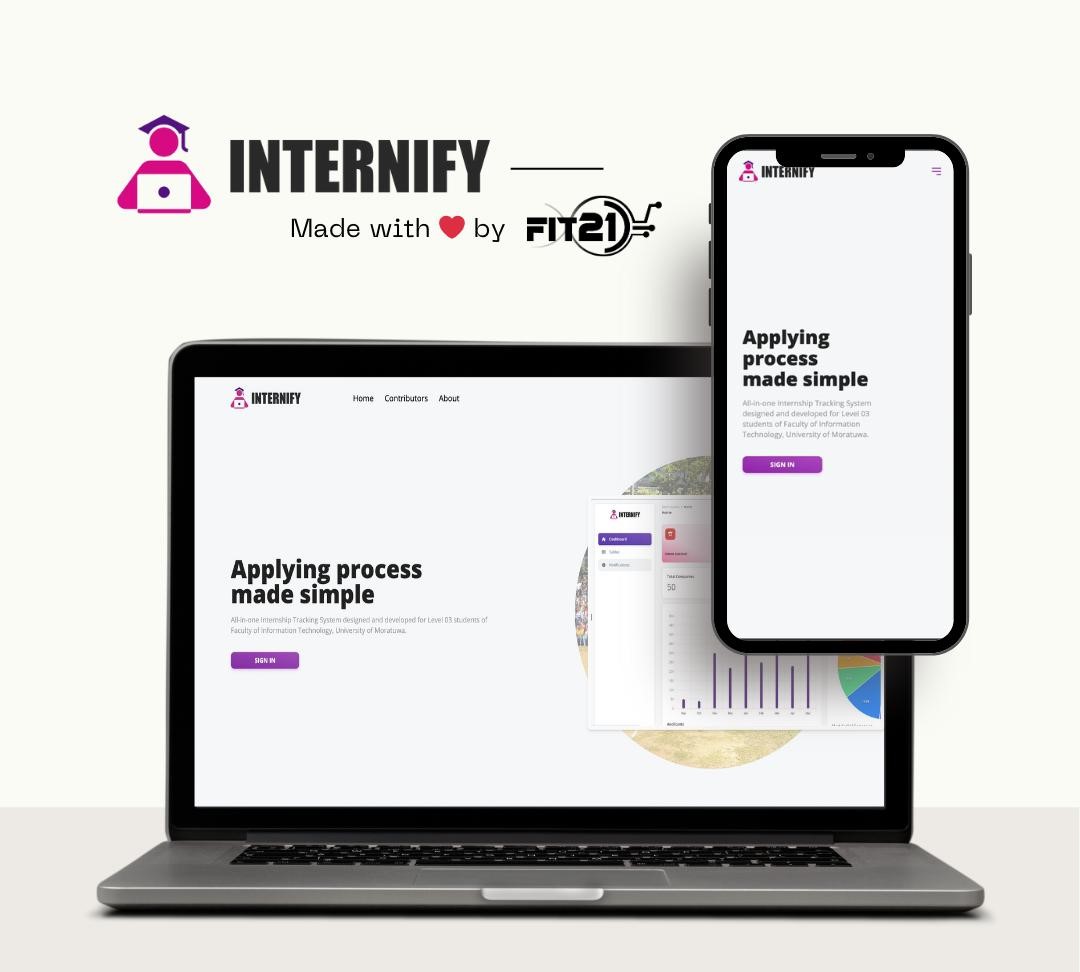 INTERNIFY
Made with ❤ by FIT21
INTERNIFY
Applying
process
made simple
All-in-one Internship Tracking System
designed and developed for Level 03
students of Faculty of Information
Technology, University of Moratuwa.
SIGN IN
INTERNIFY
Home Contributors About
Applying process
made simple
All-in-one Internship Tracking System designed and developed for Level 03 students of
Faculty of Information Technology, University of Moratuwa.
SIGN IN
INTERNIFY
Home
Dashboard
Tables
Notifications
Total Companies
50